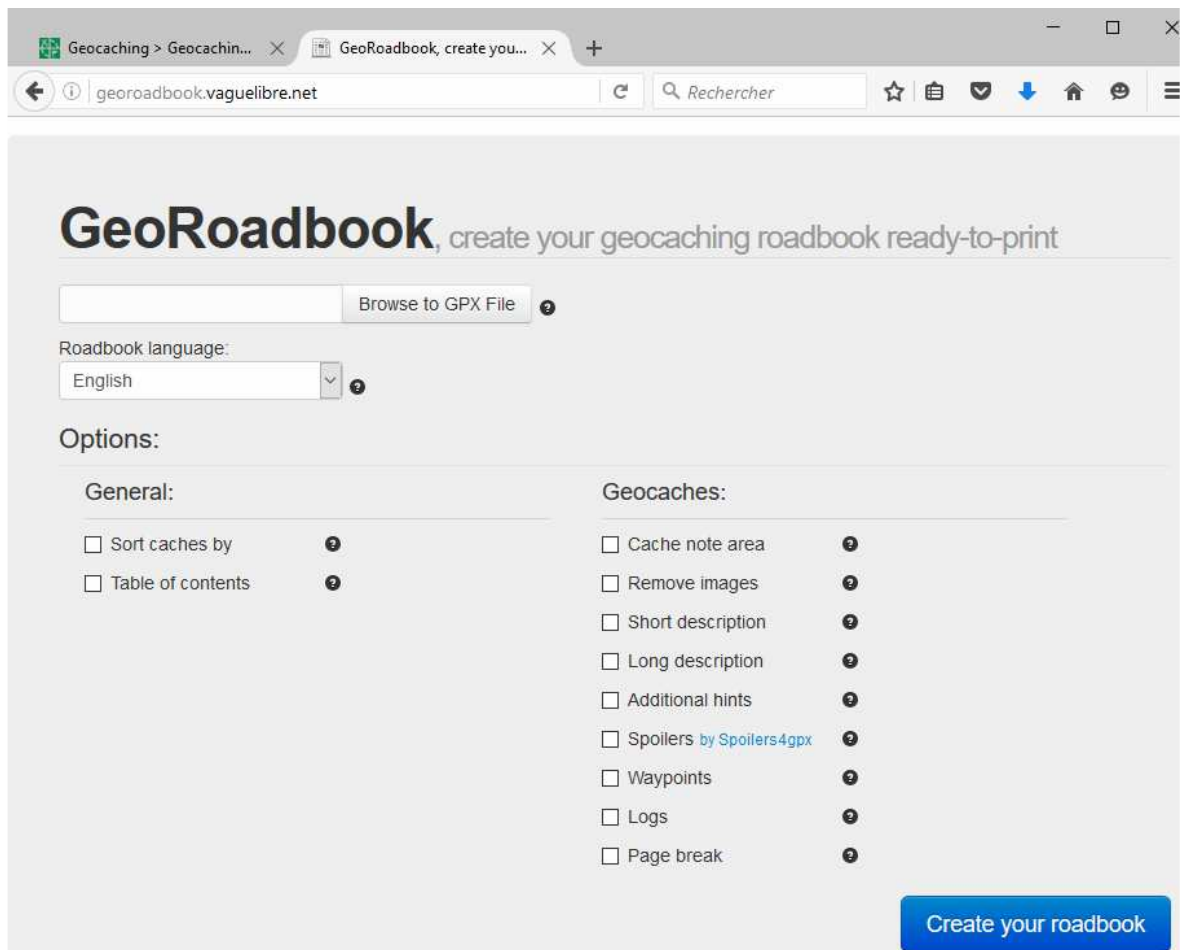 Geocaching > Geocachin...
GeoRoadbook, create you...
georoadbook.vaguelibre.net
Rechercher
GeoRoadbook, create your geocaching roadbook ready-to-print
Browse to GPX File
Roadbook language:
English
Options:
General:
Sort caches by
Table of contents
Geocaches:
Cache note area
Remove images
Short description
Long description
Additional hints
Spoilers by Spoilers4gpx
Waypoints
Logs
Page break
Create your roadbook